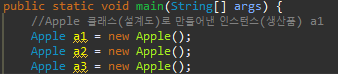 public static void main(String[] args) {
//Apple 클래스(설계도)로 만들어낸 인스턴스(생산품) a1
Apple a1 = new Apple();
Apple a2 = new Apple();
Apple a3 = new Apple();